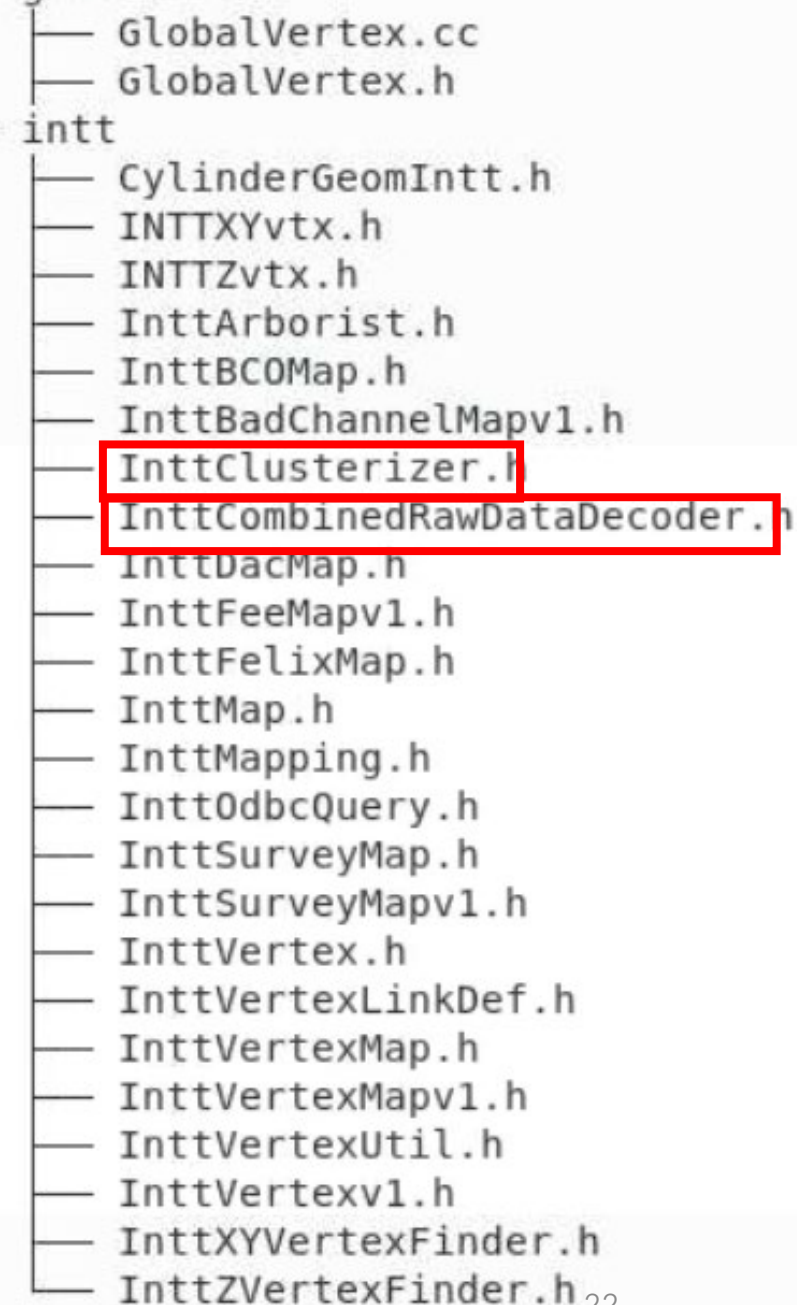 ├── GlobalVertex.cc
├── GlobalVertex.h
intt
├── CylinderGeomIntt.h
├── INTTXYvtx.h
├── INTTZvtx.h
├── InttArborist.h
├── InttBCOMap.h
├── InttBadChannelMapv1.h
├── InttClusterizer.h
├── InttCombinedRawDataDecoder.h
├── InttDacMap.h
├── InttFeeMapv1.h
├── InttFelixMap.h
├── InttMap.h
├── InttMapping.h
├── InttOdbcQuery.h
├── InttSurveyMap.h
├── InttSurveyMapv1.h
├── InttVertex.h
├── InttVertexLinkDef.h
├── InttVertexMap.h
├── InttVertexMapv1.h
├── InttVertexUtil.h
├── InttVertexv1.h
├── InttXYVertexFinder.h
└── InttZVertexFinder.h 22